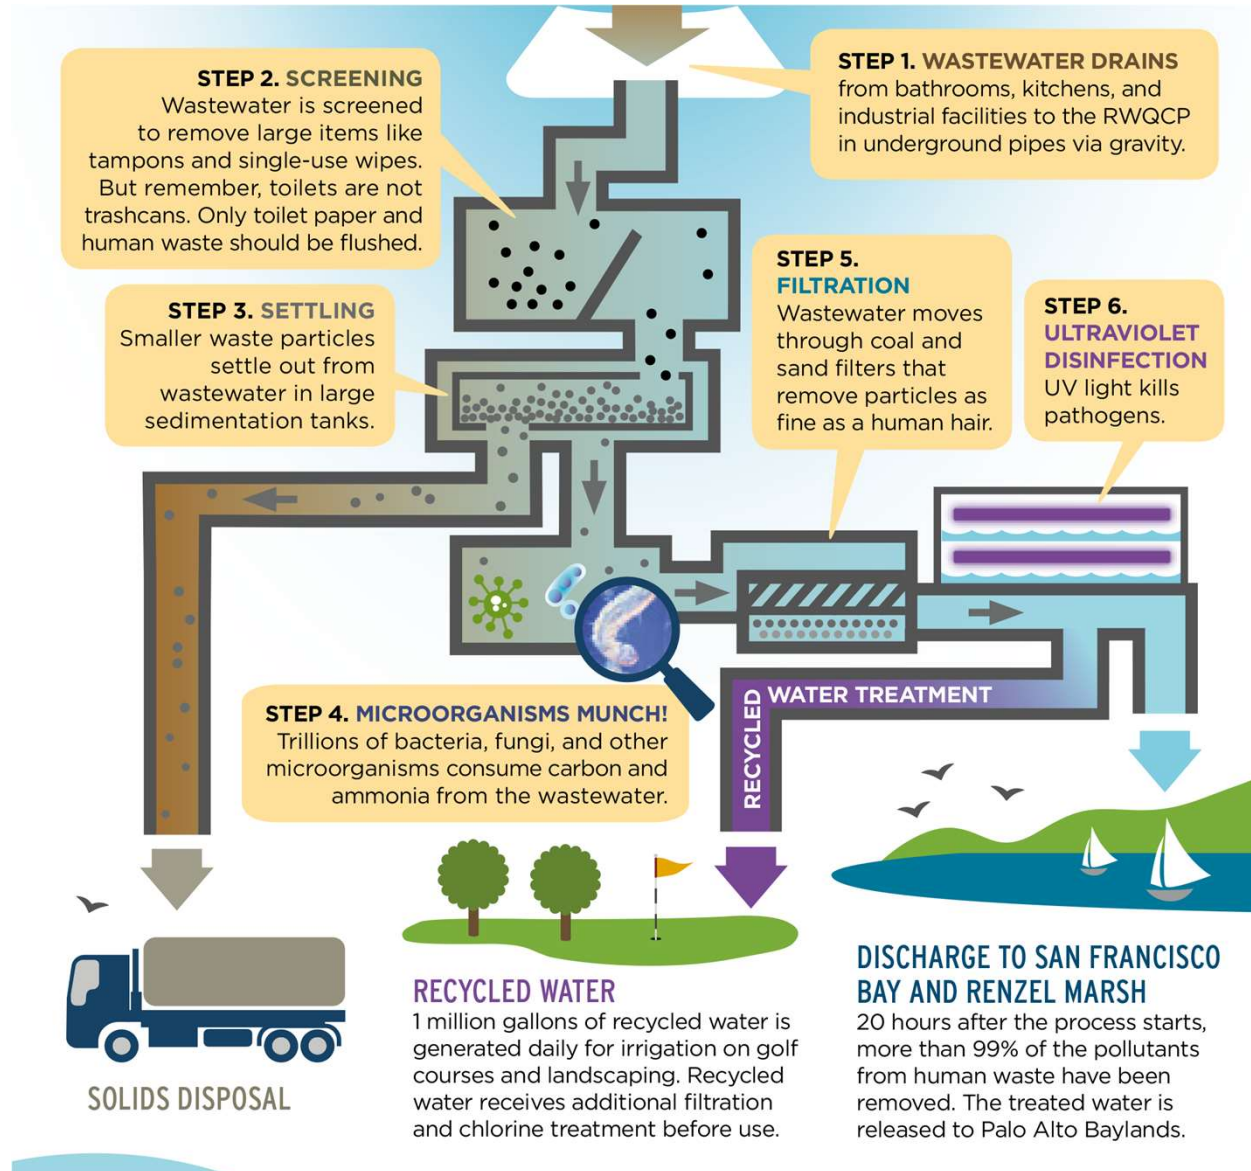 STEP 1. WASTEWATER DRAINS
from bathrooms, kitchens, and
industrial facilities to the RWQCP
in underground pipes via gravity.
STEP 2. SCREENING
Wastewater is screened
to remove large items like
tampons and single-use wipes.
But remember, toilets are not
trashcans. Only toilet paper and
human waste should be flushed.
STEP 3. SETTLING
Smaller waste particles
settle out from
wastewater in large
sedimentation tanks.
STEP 4. MICROORGANISMS MUNCH!
Trillions of bacteria, fungi, and other
microorganisms consume carbon and
ammonia from the wastewater.
STEP 5.
FILTRATION
Wastewater moves
through coal and
sand filters that
remove particles as
fine as a human hair.
STEP 6.
ULTRAVIOLET
DISINFECTION
UV light kills
pathogens.
RECYCLED
WATER TREATMENT
SOLIDS DISPOSAL
RECYCLED WATER
1 million gallons of recycled water is
generated daily for irrigation on golf
courses and landscaping. Recycled
water receives additional filtration
and chlorine treatment before use.
DISCHARGE TO SAN FRANCISCO
BAY AND RENZEL MARSH
20 hours after the process starts,
more than 99% of the pollutants
from human waste have been
removed. The treated water is
released to Palo Alto Baylands.